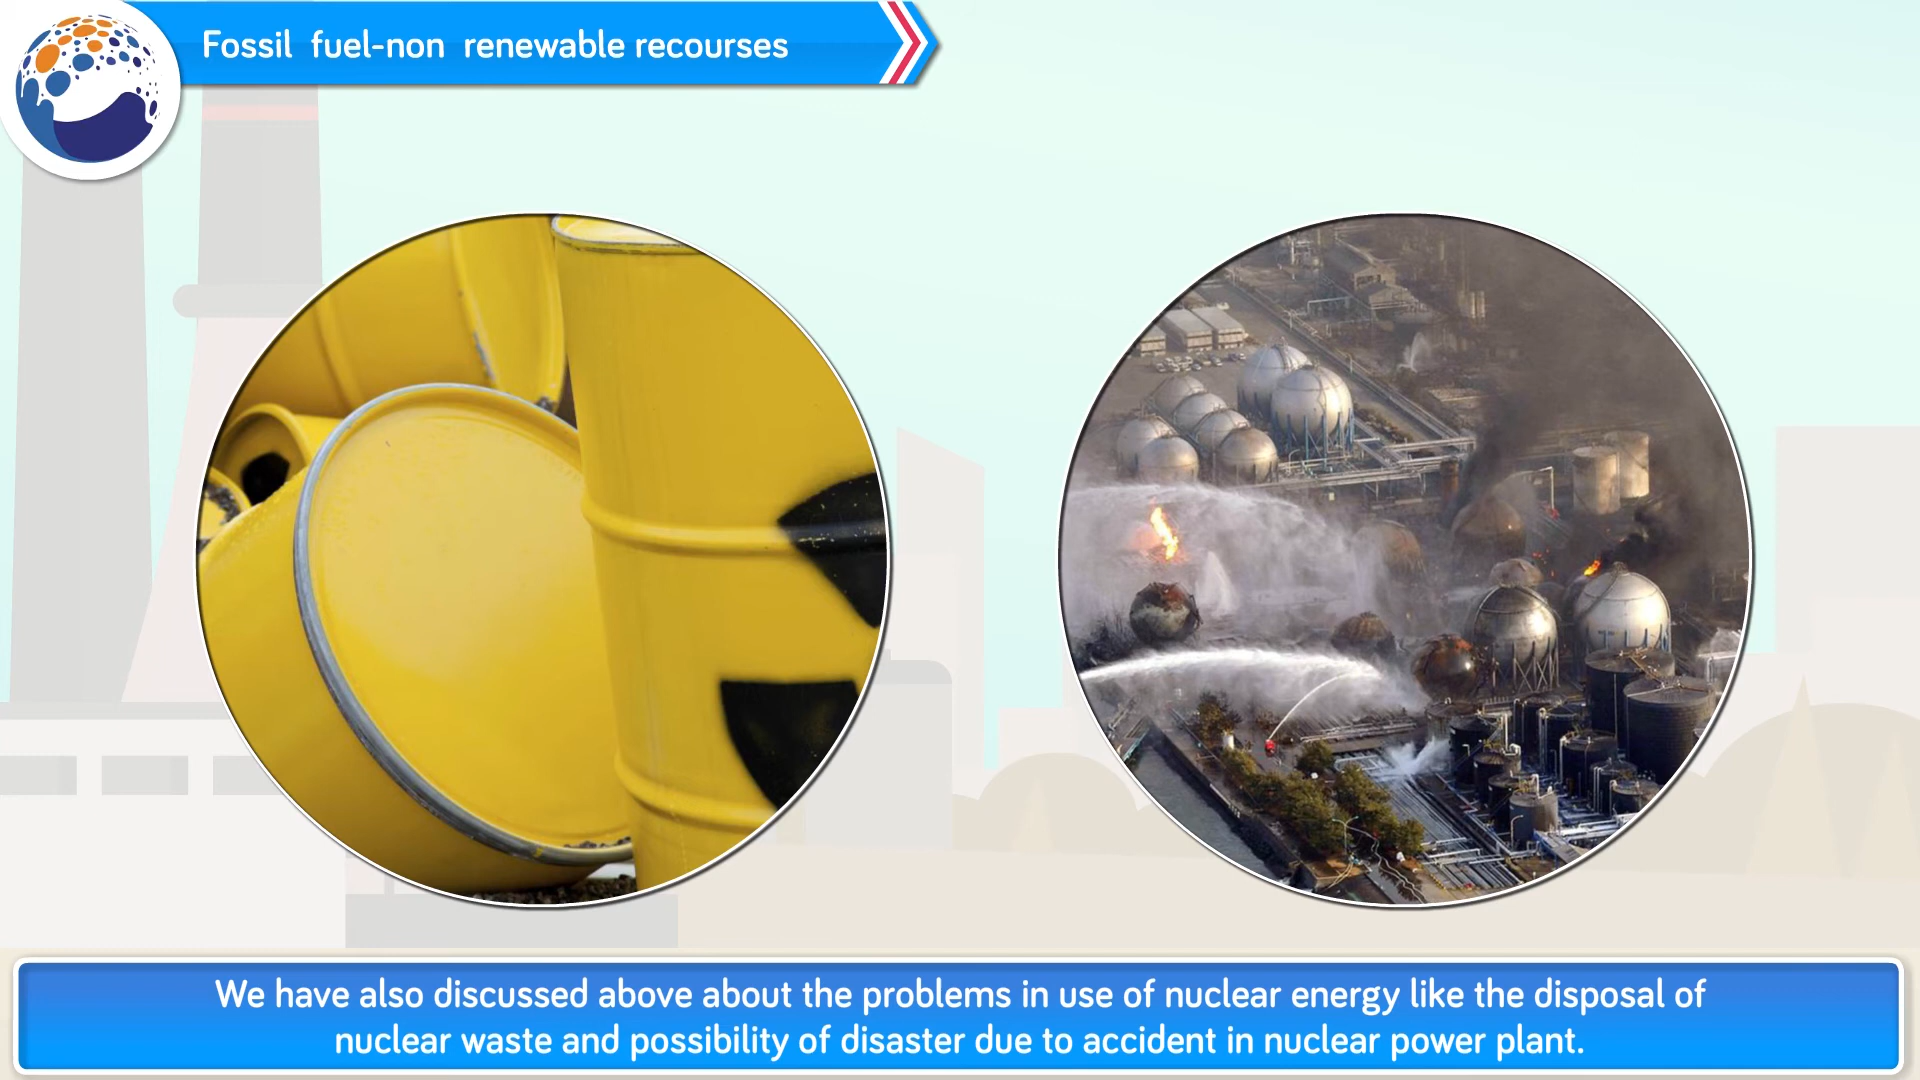 Fossil fuel-non renewable recourses
We have also discussed above about the problems in use of nuclear energy like the disposal of
nuclear waste and possibility of disaster due to accident in nuclear power plant.